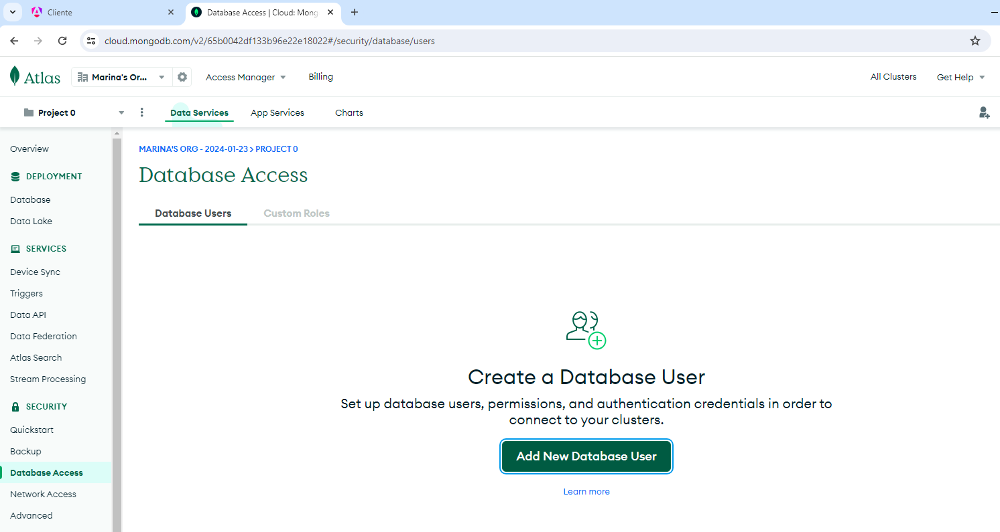 Cliente
Database Access | Cloud: Mong
cloud.mongodb.com/v2/65b0042df133b96e22e18022#/security/database/users
Atlas
Marina's Or...
Access Manager
Billing
All Clusters
Get Help
Project 0
Data Services
App Services
Charts
Overview
DEPLOYMENT
Database
Data Lake
SERVICES
Device Sync
Triggers
Data API
Data Federation
Atlas Search
Stream Processing
SECURITY
Quickstart
Backup
Database Access
Network Access
Advanced
MARINA'S ORG - 2024-01-23 > PROJECT 0
Database Access
Database Users
Custom Roles
Create a Database User
Set up database users, permissions, and authentication credentials in order to
connect to your clusters.
Add New Database User
Learn more